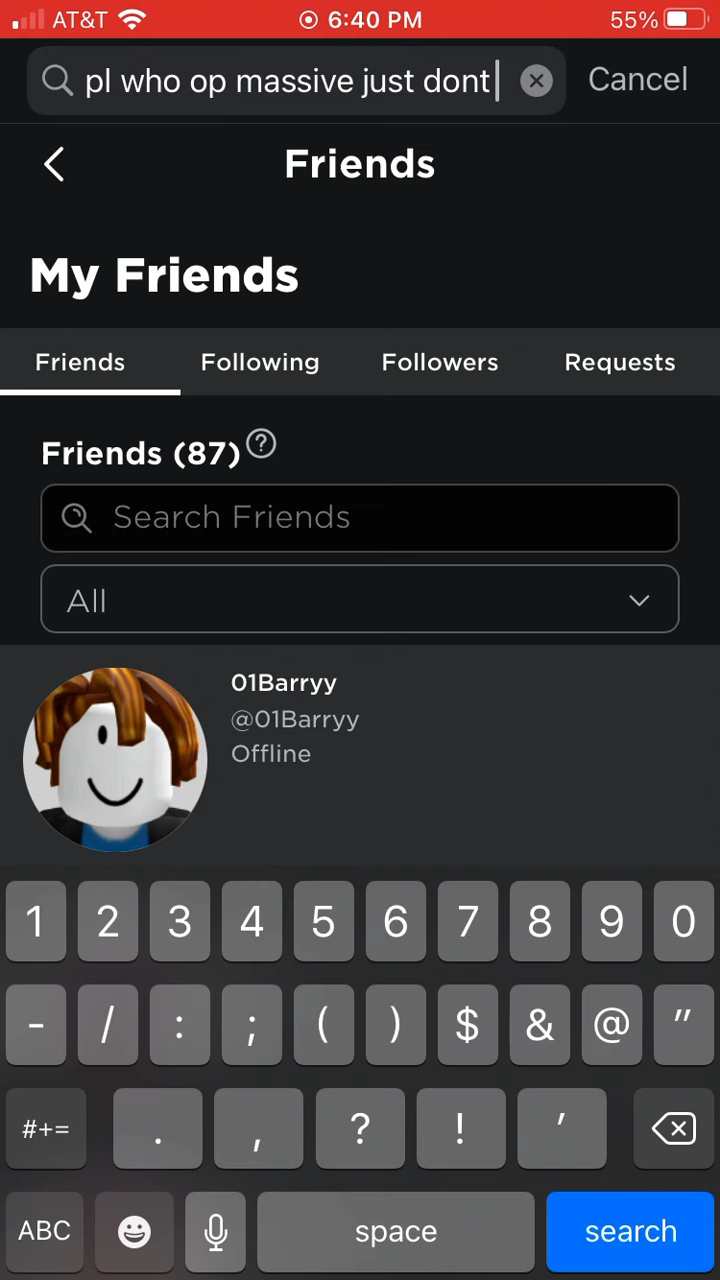 AT&T 6:40 PM 55%
pl who op massive just dont Cancel
Friends
My Friends
Friends Following Followers Requests
Friends (87) ?
Search Friends
All
01Barryy
@01Barryy
Offline
1 2 3 4 5 6 7 8 9 0
- / : ; ( ) $ & @ "
#+= . , ? ! '
ABC space search